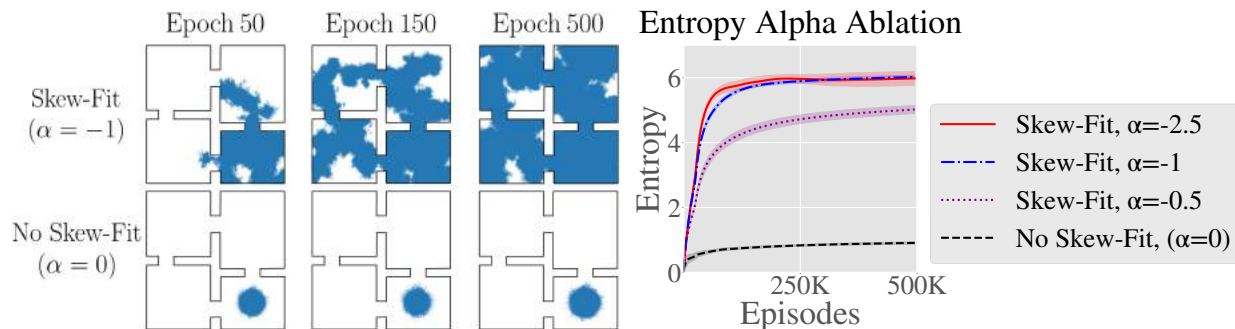 Epoch 50 Epoch 150 Epoch 500
Skew-Fit
(α = −1)
No Skew-Fit
(α = 0)
Entropy Alpha Ablation
Entropy
6
4
2
0
250K 500K
Episodes
Skew-Fit, α=-2.5
Skew-Fit, α=-1
Skew-Fit, α=-0.5
No Skew-Fit, (α=0)